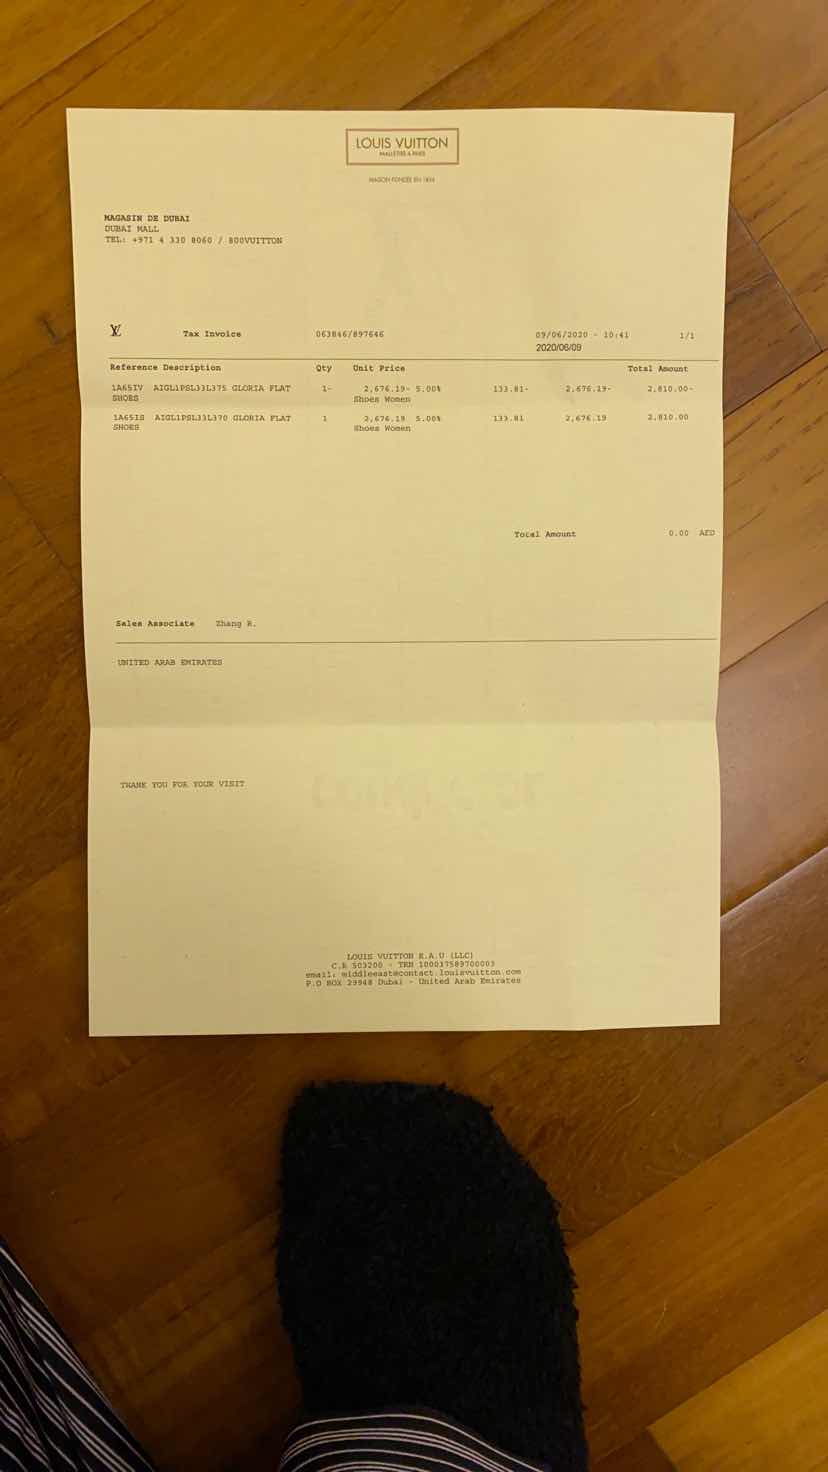 LOUIS VUITTON
MALLETIER A PARIS
MAISON FONDÉE EN 1854
MAGASIN DE DUBAI
DUBAI MALL
TEL: +971 4 330 8060 / 800VUITTON
LV Tax Invoice 063846/897646 09/06/2020 - 10:41 1/1
2020/06/09
Reference Description Qty Unit Price Total Amount
1A65IV AIGL1PSL33L375 GLORIA FLAT 1- 2,676.19- 5.00% 133.81- 2,676.19- 2,810.00-
SHOES Shoes Women
1A65IS AIGL1PSL33L370 GLORIA FLAT 1 2,676.19 5.00% 133.81 2,676.19 2,810.00
SHOES Shoes Women
Total Amount 0.00 AED
Sales Associate Zhang R.
UNITED ARAB EMIRATES
THANK YOU FOR YOUR VISIT
LOUIS VUITTON E.A.U (LLC)
C.R 503200 - TRN 100037589700003
email: middleeast@contact.louisvuitton.com
P.O BOX 29948 Dubai - United Arab Emirates